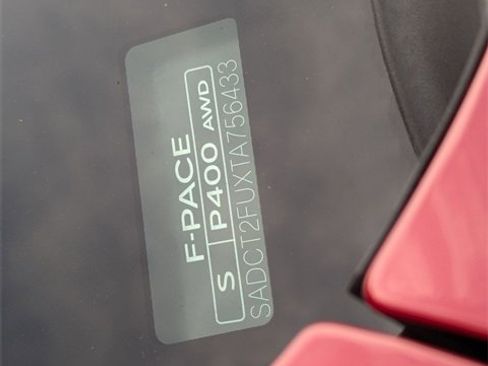 F-PACE
S P400 AWD
SADCT2FUXTA756433